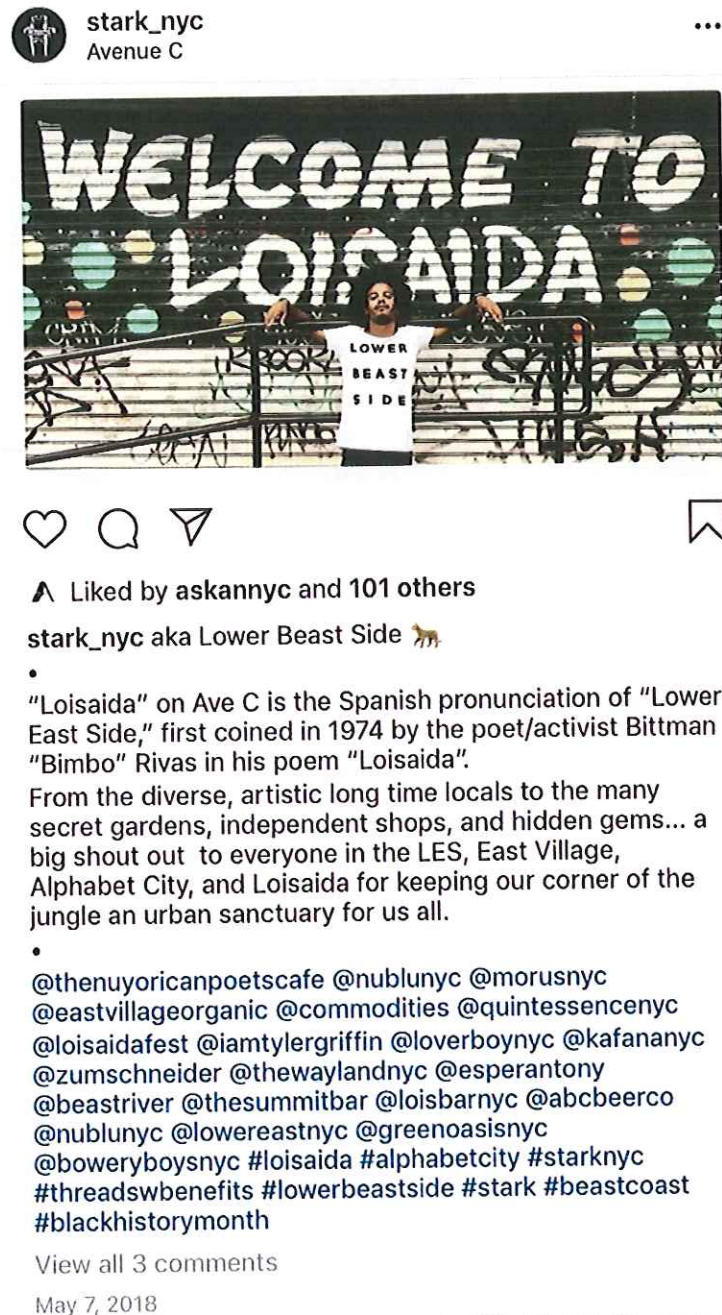 stark_nyc
Avenue C
WELCOME TO
LOISAIDA
LOWER
BEAST
SIDE
Liked by askannyc and 101 others
stark_nyc aka Lower Beast Side 🐆
•
"Loisaida" on Ave C is the Spanish pronunciation of "Lower
East Side," first coined in 1974 by the poet/activist Bittman
"Bimbo" Rivas in his poem "Loisaida".
From the diverse, artistic long time locals to the many
secret gardens, independent shops, and hidden gems... a
big shout out to everyone in the LES, East Village,
Alphabet City, and Loisaida for keeping our corner of the
jungle an urban sanctuary for us all.
•
@thenuyoricanpoetscafe @nublunyc @morusnyc
@eastvillageorganic @commodities @quintessencenyc
@loisaidafest @iamtylergriffin @loverboynyc @kafananyc
@zumschneider @thewaylandnyc @esperantony
@beastriver @thesummitbar @loisbarnyc @abcbeerco
@nublunyc @lowereastnyc @greenoasisnyc
@boweryboysnyc #loisaida #alphabetcity #starknyc
#threadswbenefits #lowerbeastside #stark #beastcoast
#blackhistorymonth
View all 3 comments
May 7, 2018